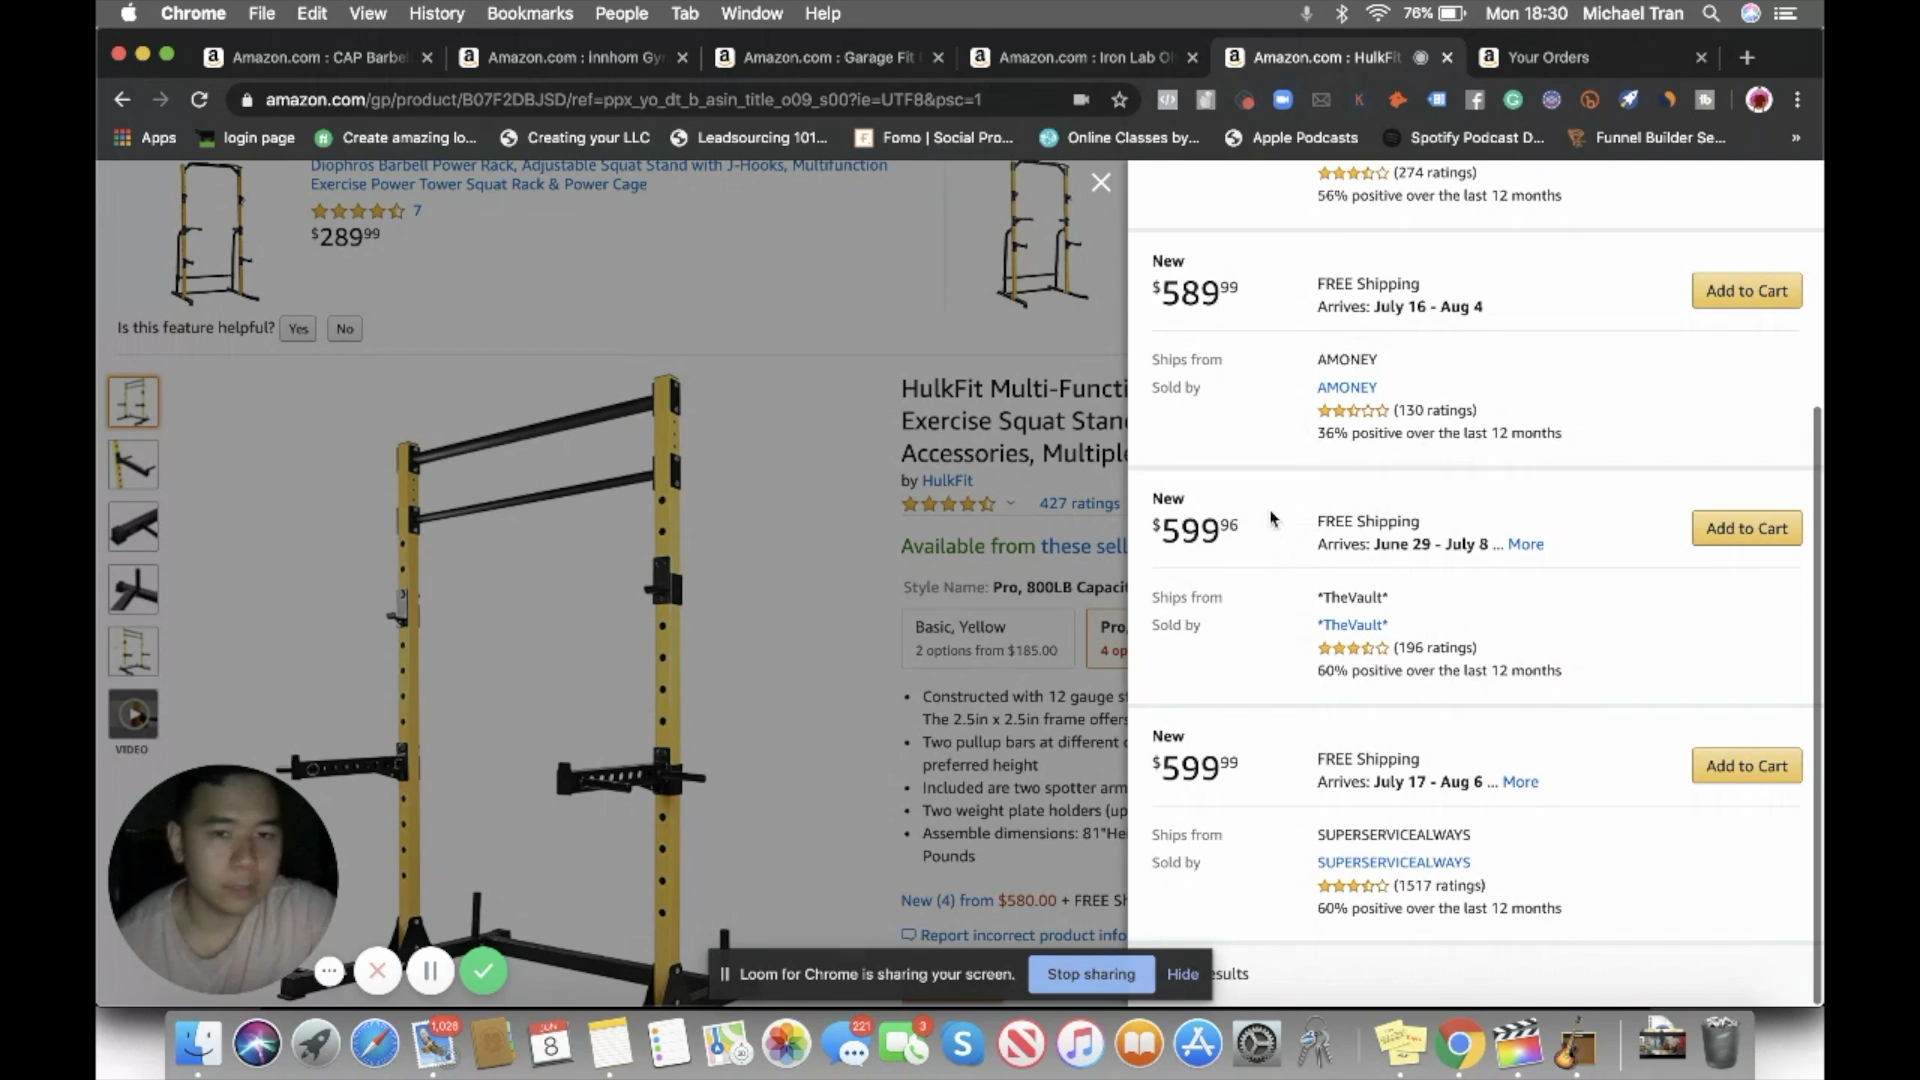 Chrome File Edit View History Bookmarks People Tab Window Help 76% Mon 18:30 Michael Tran
Amazon.com : CAP Barbe Amazon.com : Innhom Gy Amazon.com : Garage Fit Amazon.com : Iron Lab Ol Amazon.com : HulkFi Your Orders
amazon.com/gp/product/B07F2DBJSD/ref=ppx_yo_dt_b_asin_title_o09_s00?ie=UTF8&psc=1
Apps login page Create amazing lo... Creating your LLC Leadsourcing 101... Fomo | Social Pro... Online Classes by... Apple Podcasts Spotify Podcast D... Funnel Builder Se... »
Diophros Barbell Power Rack, Adjustable Squat Stand with J-Hooks, Multifunction
Exercise Power Tower Squat Rack & Power Cage
7
$289 99
Is this feature helpful? Yes No
VIDEO
HulkFit Multi-Functi
Exercise Squat Stan
Accessories, Multiple
by HulkFit
427 ratings
Available from these sell
Style Name: Pro, 800LB Capaci
Basic, Yellow
2 options from $185.00
Pro,
4 op
Constructed with 12 gauge s
The 2.5in x 2.5in frame offers
Two pullup bars at different
preferred height
Included are two spotter arm
Two weight plate holders (up
Assemble dimensions: 81"Hei
Pounds
New (4) from $580.00 + FREE Sh
Report incorrect product info
(274 ratings)
56% positive over the last 12 months
New
$589 99
FREE Shipping
Arrives: July 16 - Aug 4
Add to Cart
Ships from AMONEY
Sold by AMONEY
(130 ratings)
36% positive over the last 12 months
New
$599 96
FREE Shipping
Arrives: June 29 - July 8 ... More
Add to Cart
Ships from *TheVault*
Sold by *TheVault*
(196 ratings)
60% positive over the last 12 months
New
$599 99
FREE Shipping
Arrives: July 17 - Aug 6 ... More
Add to Cart
Ships from SUPERSERVICEALWAYS
Sold by SUPERSERVICEALWAYS
(1517 ratings)
60% positive over the last 12 months
Loom for Chrome is sharing your screen. Stop sharing Hide esults
1,028 JUN 8 221 3